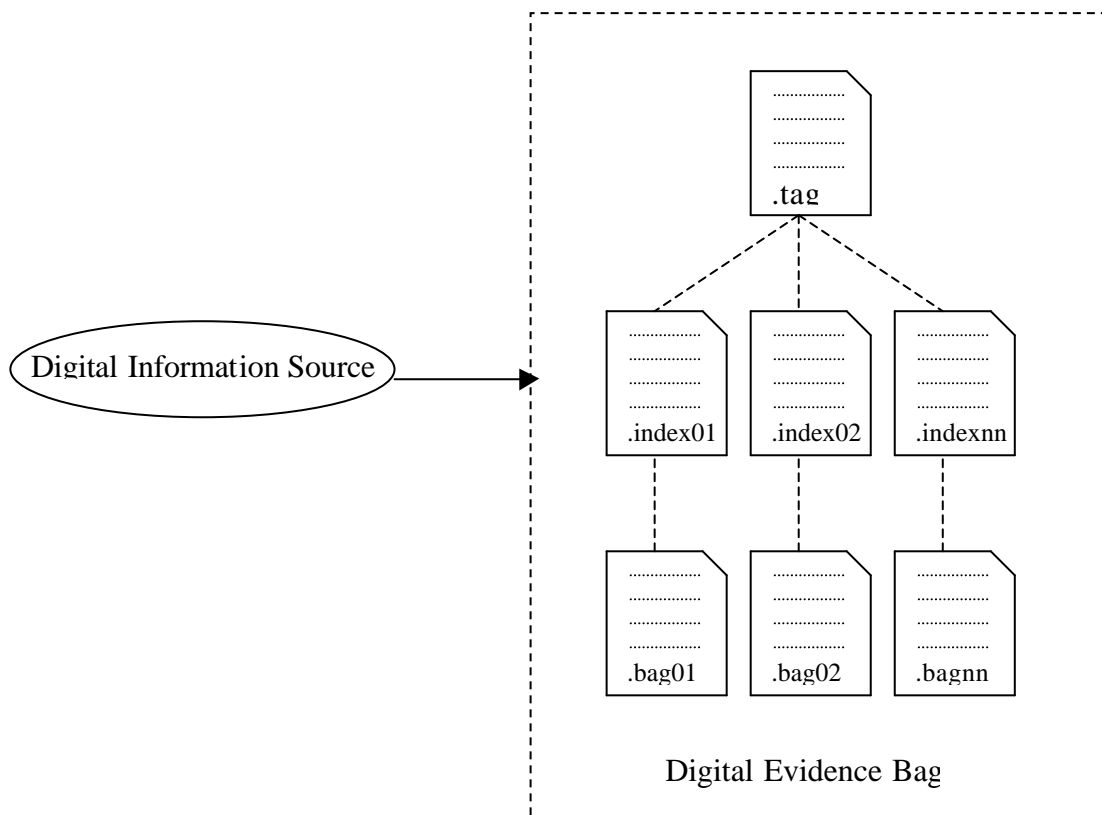 .tag
Digital Information Source
.index01
.index02
.indexnn
.bag01
.bag02
.bagnn
Digital Evidence Bag